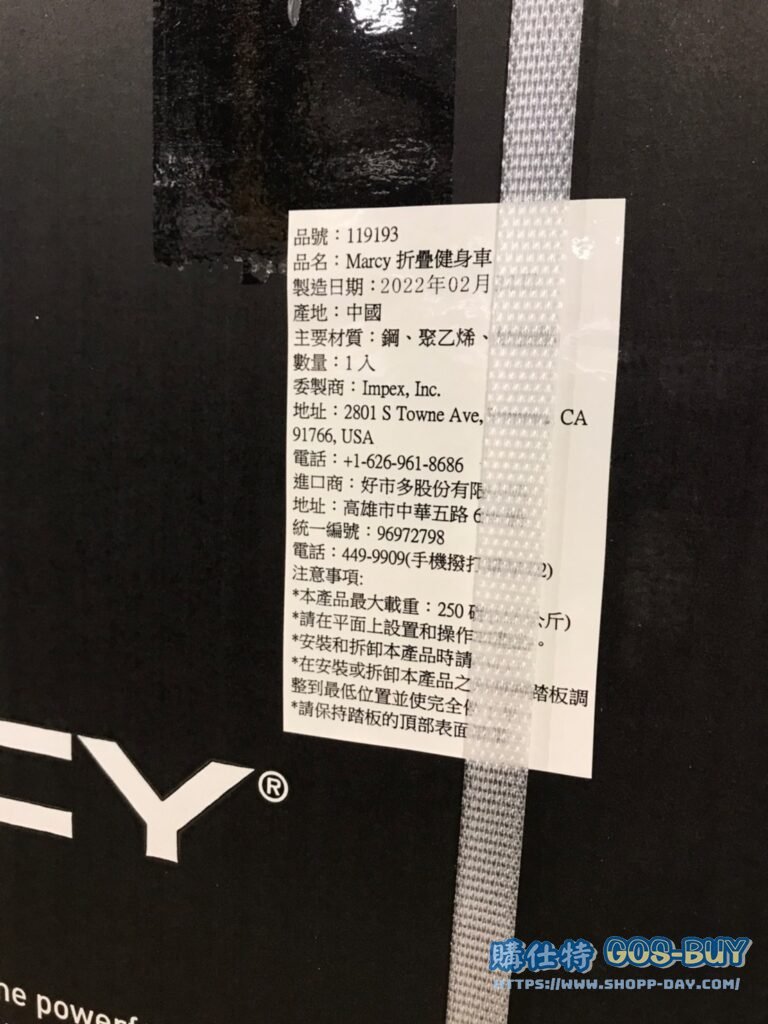 品號：119193
品名：Marcy 折疊健身車
製造日期：2022年02月
產地：中國
主要材質：鋼、聚乙烯、
數量：1入
委製商：Impex, Inc.
地址：2801 S Towne Ave, CA
91766, USA
電話：+1-626-961-8686
進口商：好市多股份有限
地址：高雄市中華五路
統一編號：96972798
電話：449-9909(手機撥打 2)
注意事項:
*本產品最大載重：250 公斤)
*請在平面上設置和操作 。
*安裝和拆卸本產品時請
*在安裝或拆卸本產品之 踏板調
整到最低位置並使完全
*請保持踏板的頂部表面
CY®
he powerf
購仕特 GOS-BUY
HTTPS://WWW.SHOPP-DAY.COM/